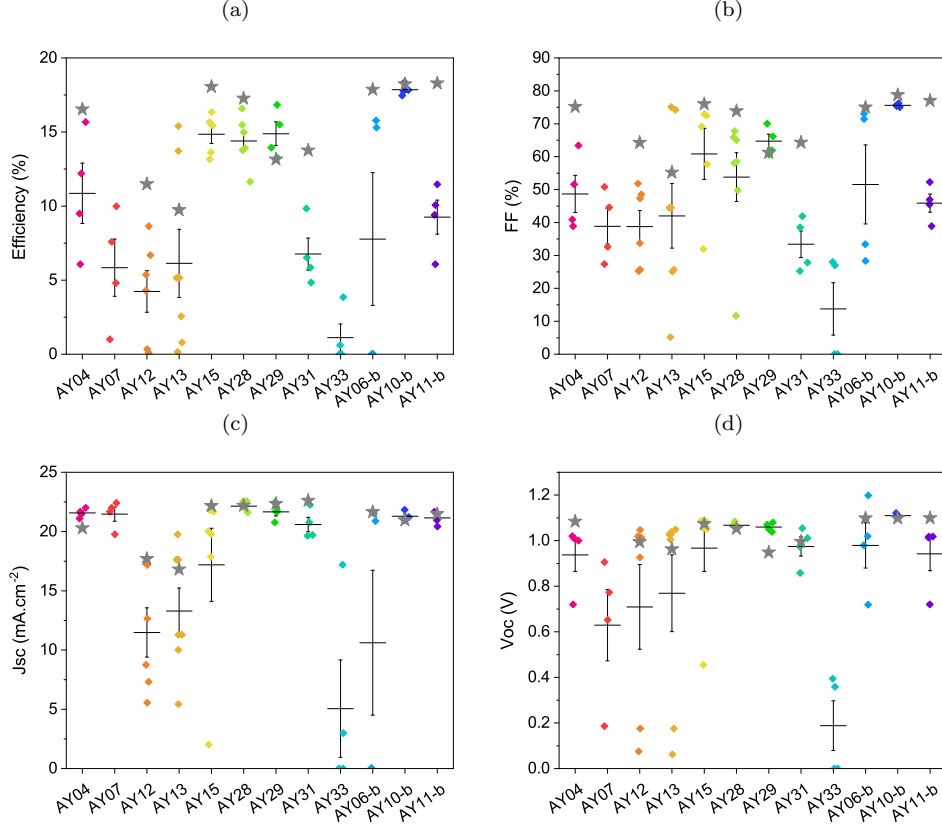 (a)
20
15
10
5
0
Efficiency (%)
AY04 AY07 AY12 AY13 AY15 AY28 AY29 AY31 AY33 AY06-b AY10-b AY11-b
(b)
90
80
70
60
50
40
30
20
10
0
FF (%)
AY04 AY07 AY12 AY13 AY15 AY28 AY29 AY31 AY33 AY06-b AY10-b AY11-b
(c)
25
20
15
10
5
0
Jsc (mA.cm⁻²)
AY04 AY07 AY12 AY13 AY15 AY28 AY29 AY31 AY33 AY06-b AY10-b AY11-b
(d)
1.2
1.0
0.8
0.6
0.4
0.2
0.0
Voc (V)
AY04 AY07 AY12 AY13 AY15 AY28 AY29 AY31 AY33 AY06-b AY10-b AY11-b